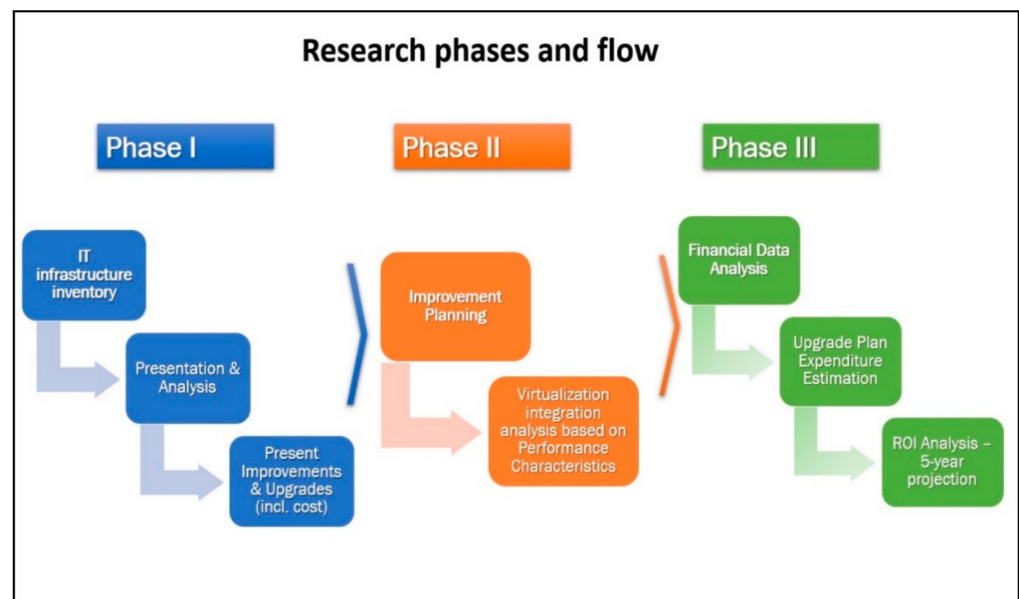 Research phases and flow
Phase I
Phase II
Phase III
IT
infrastructure
inventory
Presentation &
Analysis
Present
Improvements
& Upgrades
(incl. cost)
Improvement
Planning
Virtualization
integration
analysis based on
Performance
Characteristics
Financial Data
Analysis
Upgrade Plan
Expenditure
Estimation
ROI Analysis –
5-year
projection